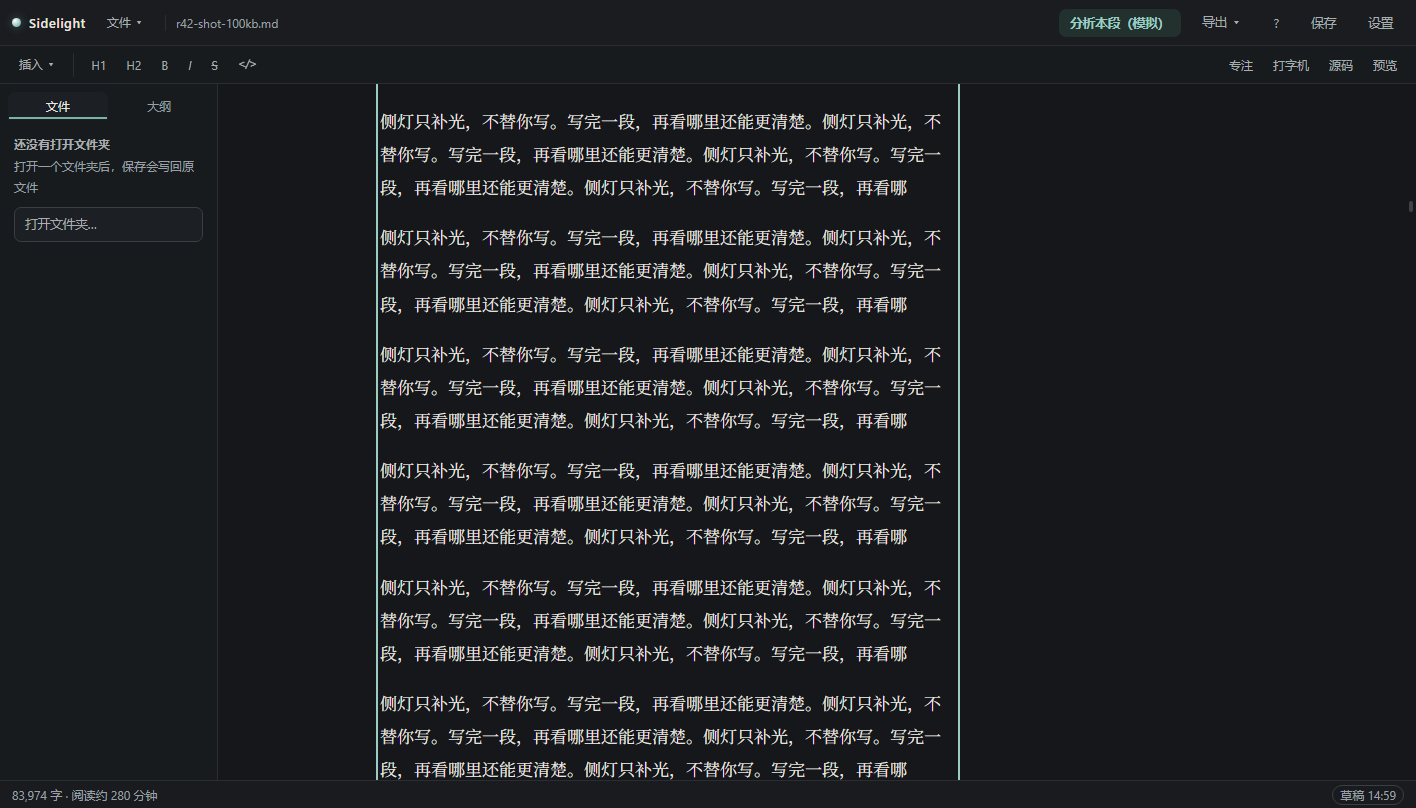 Sidelight 文件 r42-shot-100kb.md 分析本段（模拟） 导出 ? 保存 设置
插入 H1 H2 B I S </> 专注 打字机 源码 预览
文件 大纲
还没有打开文件夹
打开一个文件夹后，保存会写回原
文件
打开文件夹...
侧灯只补光，不替你写。写完一段，再看哪里还能更清楚。侧灯只补光，不
替你写。写完一段，再看哪里还能更清楚。侧灯只补光，不替你写。写完一
段，再看哪里还能更清楚。侧灯只补光，不替你写。写完一段，再看哪
侧灯只补光，不替你写。写完一段，再看哪里还能更清楚。侧灯只补光，不
替你写。写完一段，再看哪里还能更清楚。侧灯只补光，不替你写。写完一
段，再看哪里还能更清楚。侧灯只补光，不替你写。写完一段，再看哪
侧灯只补光，不替你写。写完一段，再看哪里还能更清楚。侧灯只补光，不
替你写。写完一段，再看哪里还能更清楚。侧灯只补光，不替你写。写完一
段，再看哪里还能更清楚。侧灯只补光，不替你写。写完一段，再看哪
侧灯只补光，不替你写。写完一段，再看哪里还能更清楚。侧灯只补光，不
替你写。写完一段，再看哪里还能更清楚。侧灯只补光，不替你写。写完一
段，再看哪里还能更清楚。侧灯只补光，不替你写。写完一段，再看哪
侧灯只补光，不替你写。写完一段，再看哪里还能更清楚。侧灯只补光，不
替你写。写完一段，再看哪里还能更清楚。侧灯只补光，不替你写。写完一
段，再看哪里还能更清楚。侧灯只补光，不替你写。写完一段，再看哪
侧灯只补光，不替你写。写完一段，再看哪里还能更清楚。侧灯只补光，不
替你写。写完一段，再看哪里还能更清楚。侧灯只补光，不替你写。写完一
段，再看哪里还能更清楚。侧灯只补光，不替你写。写完一段，再看哪
83,974 字 · 阅读约 280 分钟 草稿 14:59